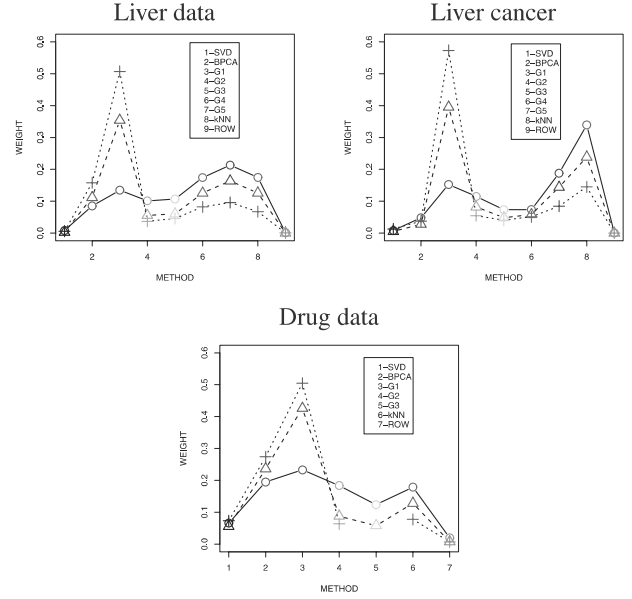 Liver data
0.6
0.5
0.4
0.3
0.2
0.1
0.0
WEIGHT
1–SVD
2–BPCA
3–G1
4–G2
5–G3
6–G4
7–G5
8–kNN
9–ROW
2 4 6 8
METHOD
Liver cancer
0.6
0.5
0.4
0.3
0.2
0.1
0.0
WEIGHT
1–SVD
2–BPCA
3–G1
4–G2
5–G3
6–G4
7–G5
8–kNN
9–ROW
2 4 6 8
METHOD
Drug data
0.6
0.5
0.4
0.3
0.2
0.1
0.0
WEIGHT
1–SVD
2–BPCA
3–G1
4–G2
5–G3
6–kNN
7–ROW
1 2 3 4 5 6 7
METHOD